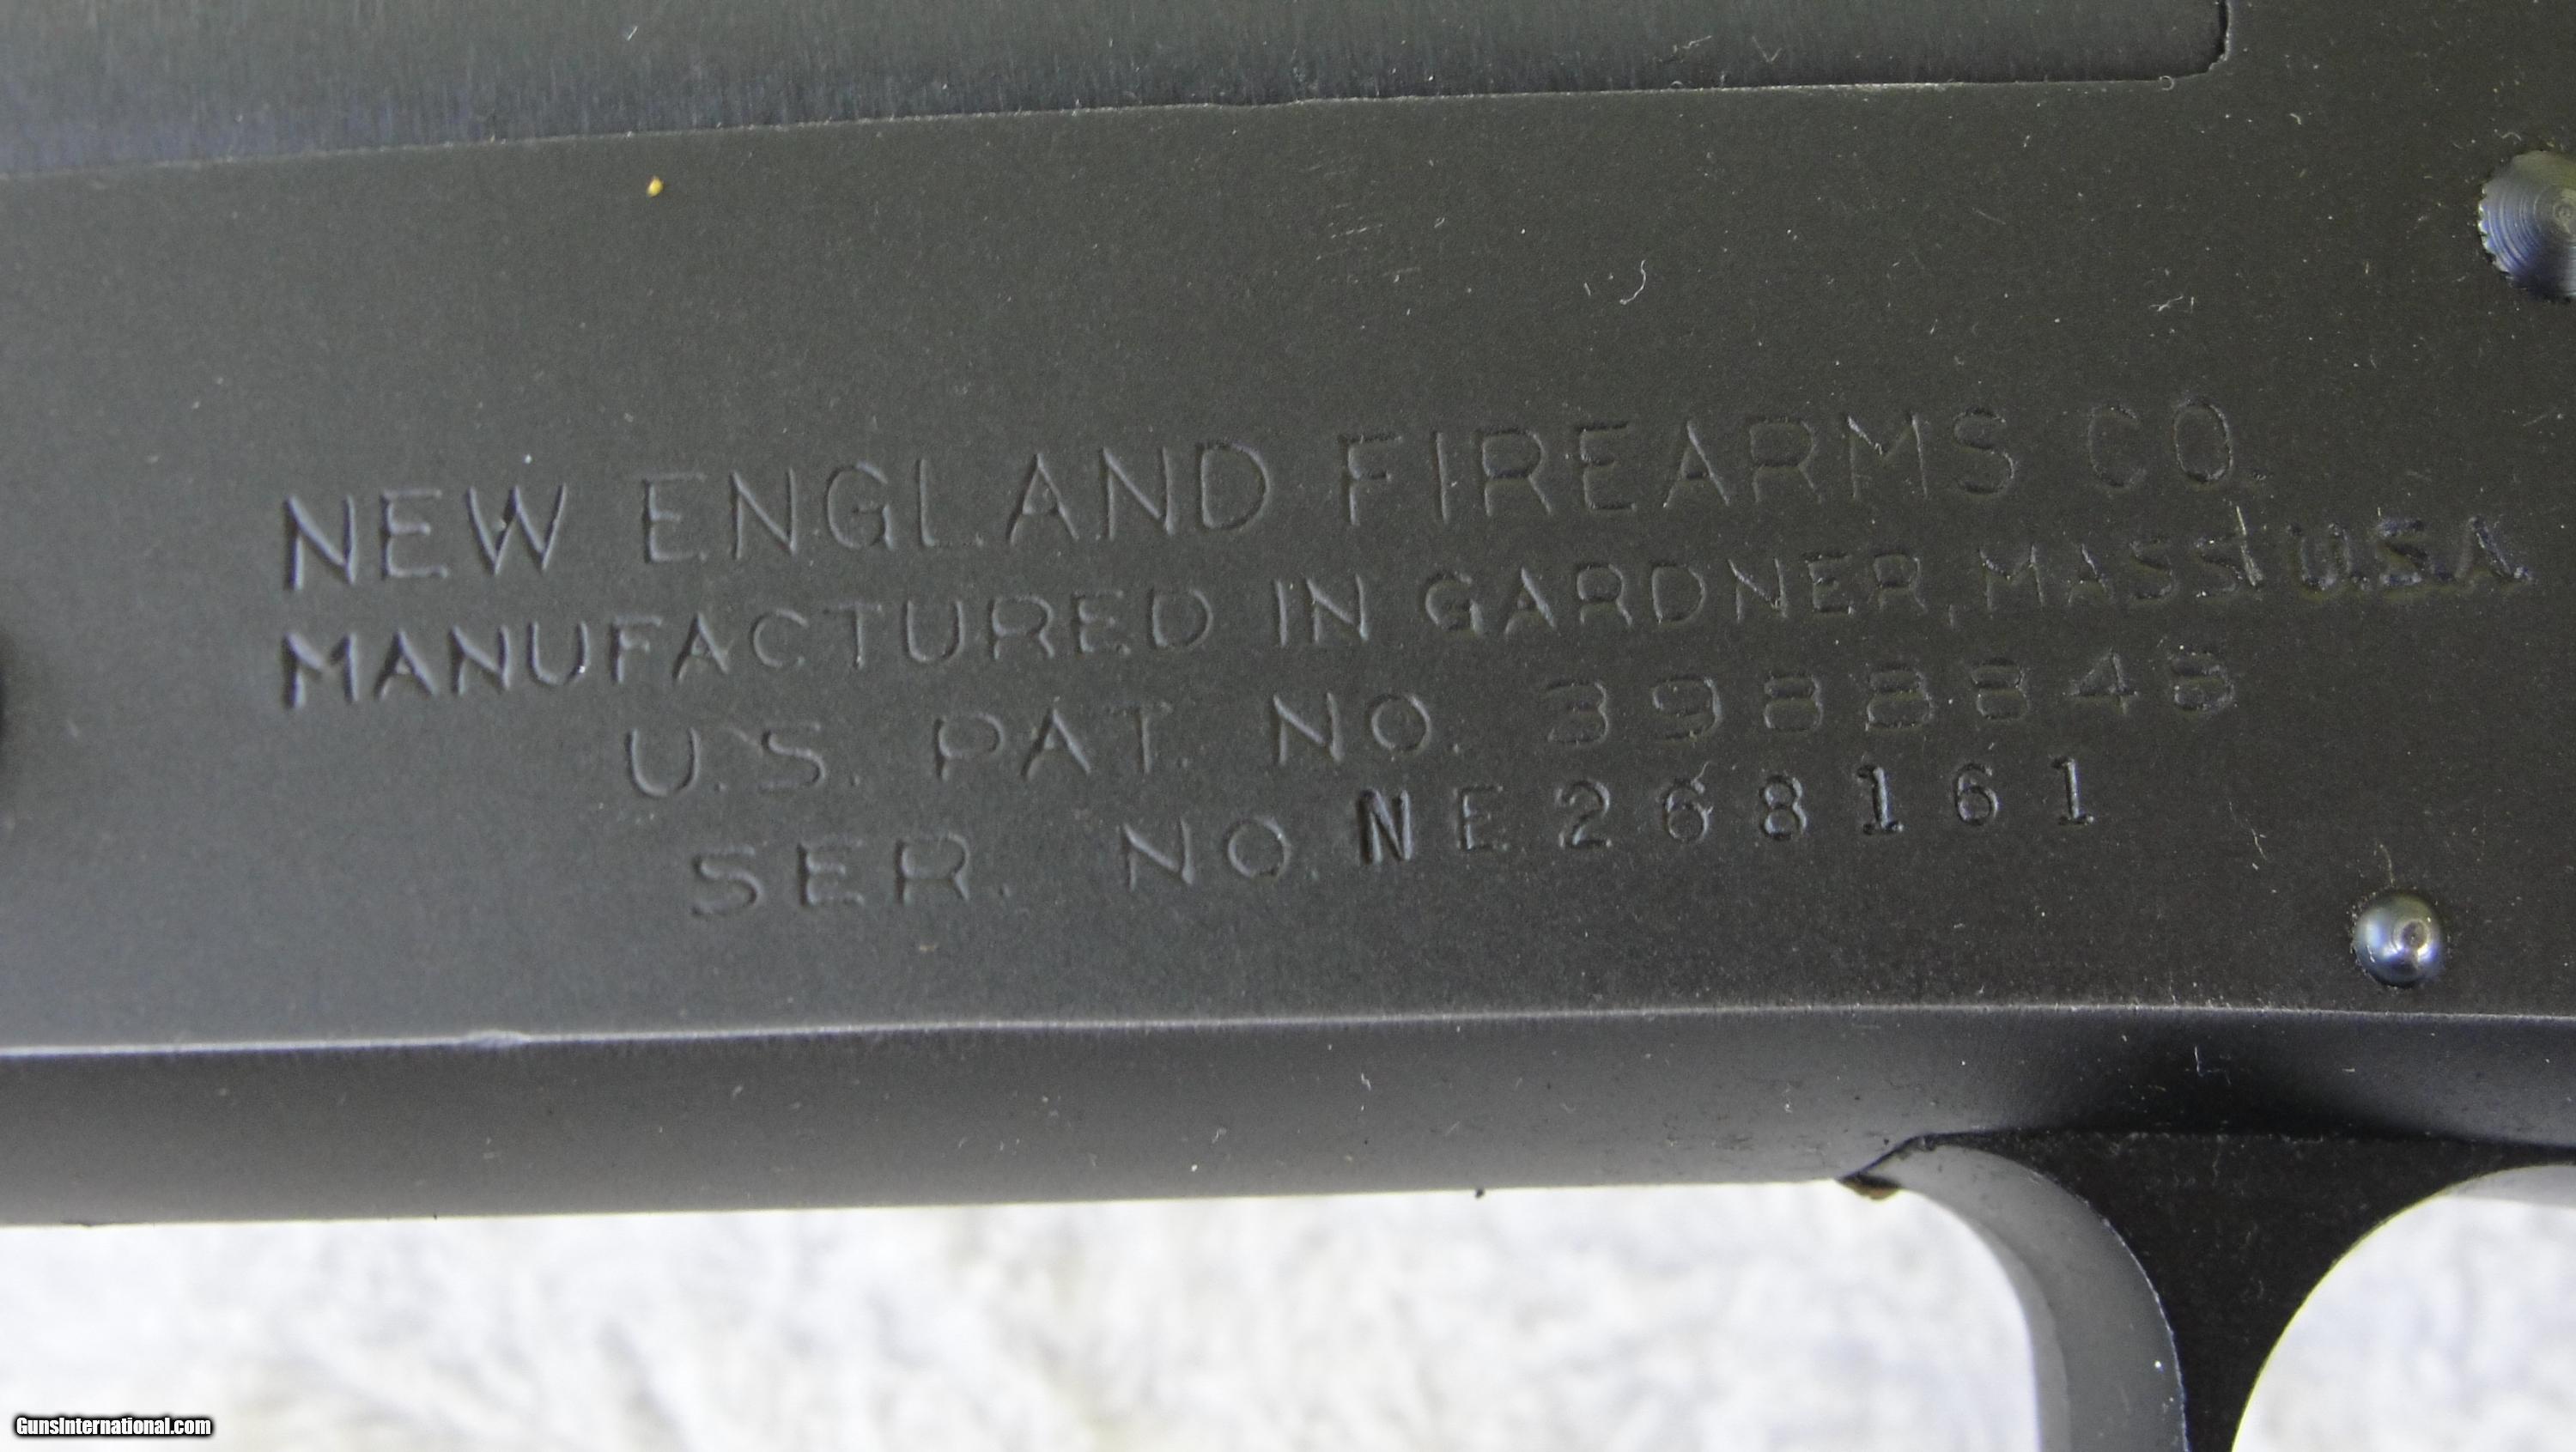 NEW ENGLAND FIREARMS CO.
MANUFACTURED IN GARDNER, MASS U.S.A.
U.S. PAT. NO. 3988848
SER. NO. NE268161
GunsInternational.com